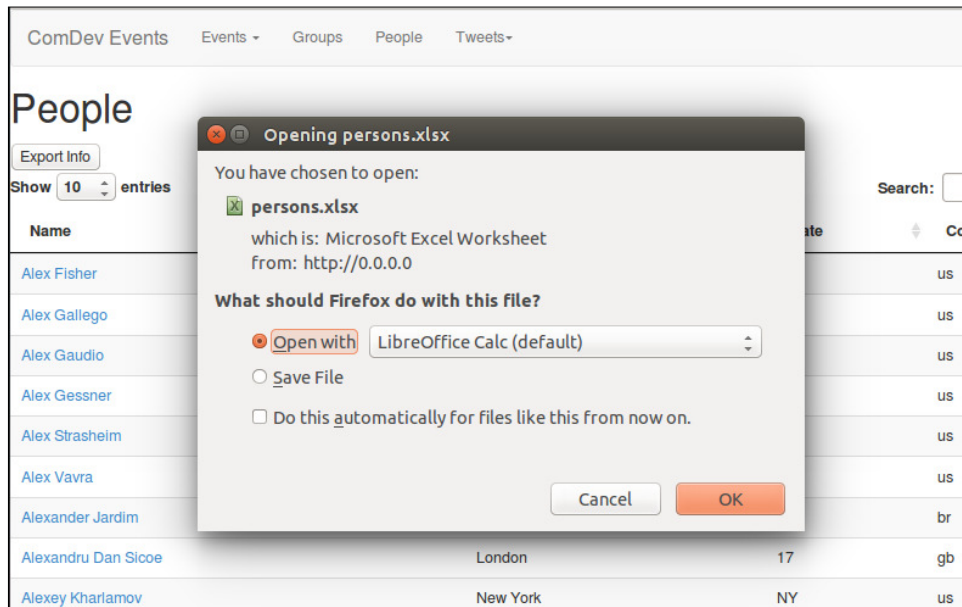 ComDev Events Events Groups People Tweets
People
Opening persons.xlsx
Export Info
You have chosen to open:
Show 10 entries
Search:
persons.xlsx
Name
which is: Microsoft Excel Worksheet
from: http://0.0.0.0
Alex Fisher us
What should Firefox do with this file?
Alex Gallego us
Open with LibreOffice Calc (default)
Alex Gaudio us
Save File
Alex Gessner us
Do this automatically for files like this from now on.
Alex Strasheim us
Alex Vavra us
Cancel OK
Alexander Jardim br
Alexandru Dan Sicoe London 17 gb
Alexey Kharlamov New York NY us